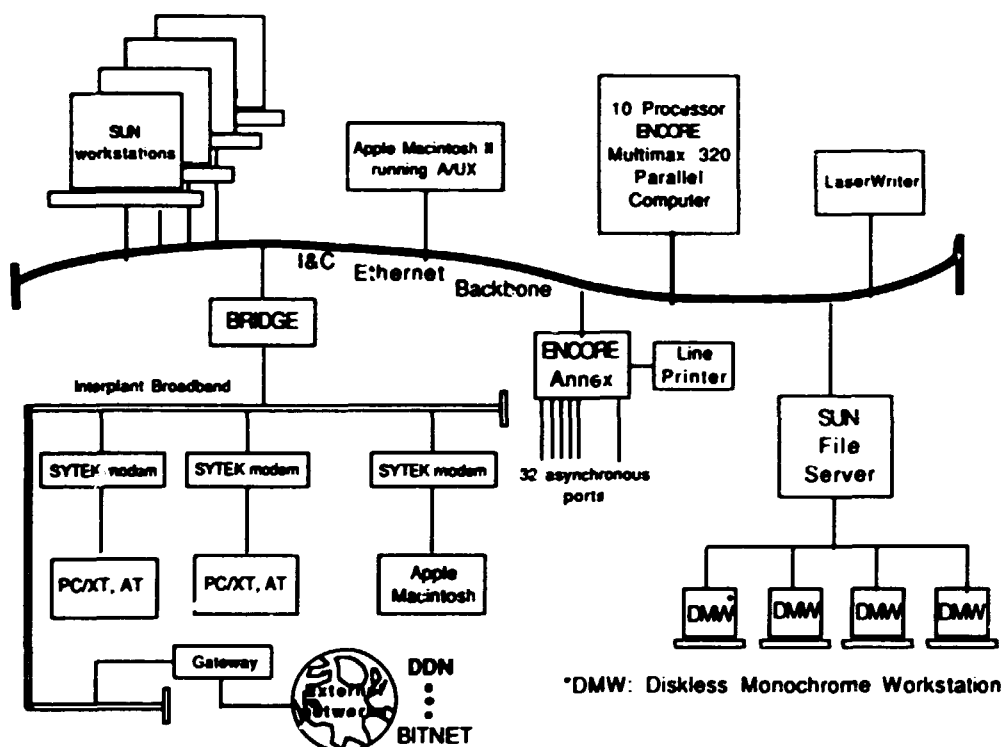 SUN
workstations
Apple Macintosh II
running A/UX
10 Processor
ENCORE
Multimax 320
Parallel
Computer
LaserWriter
I&C Ethernet Backbone
BRIDGE
ENCORE
Annex
Line
Printer
Interplant Broadband
SUN
File
Server
SYTEK modem
SYTEK modem
SYTEK modem
32 asynchronous
ports
PC/XT, AT
PC/XT, AT
Apple
Macintosh
DMW*
DMW
DMW
DMW
Gateway
External
Networks
DDN
BITNET
*DMW: Diskless Monochrome Workstation